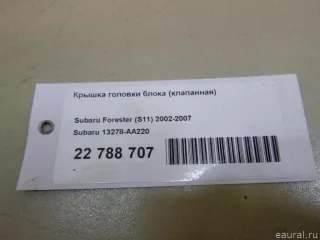 Крышка головки блока (клапанная)
Subaru Forester (S11) 2002-2007
Subaru 13278-AA220
22 788 707
eaural.ru